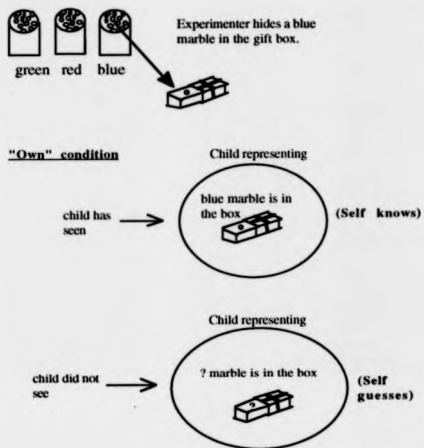 Experimenter hides a blue
marble in the gift box.
green red blue
"Own" condition
Child representing
blue marble is in
the box
child has
seen
(Self knows)
Child representing
? marble is in the box
child did not
see
(Self
guesses)